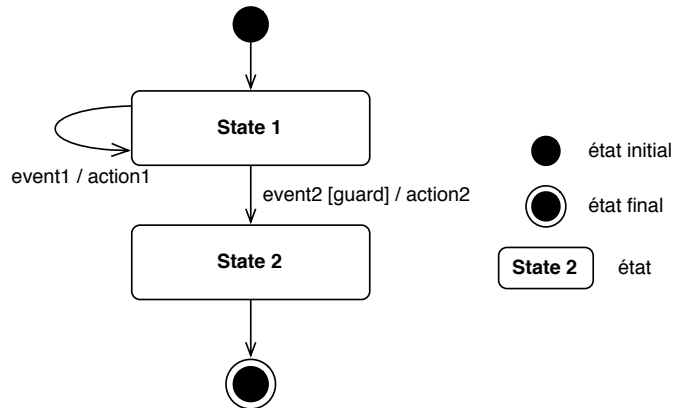 State 1
event1 / action1
event2 [guard] / action2
State 2
état initial
état final
State 2
état